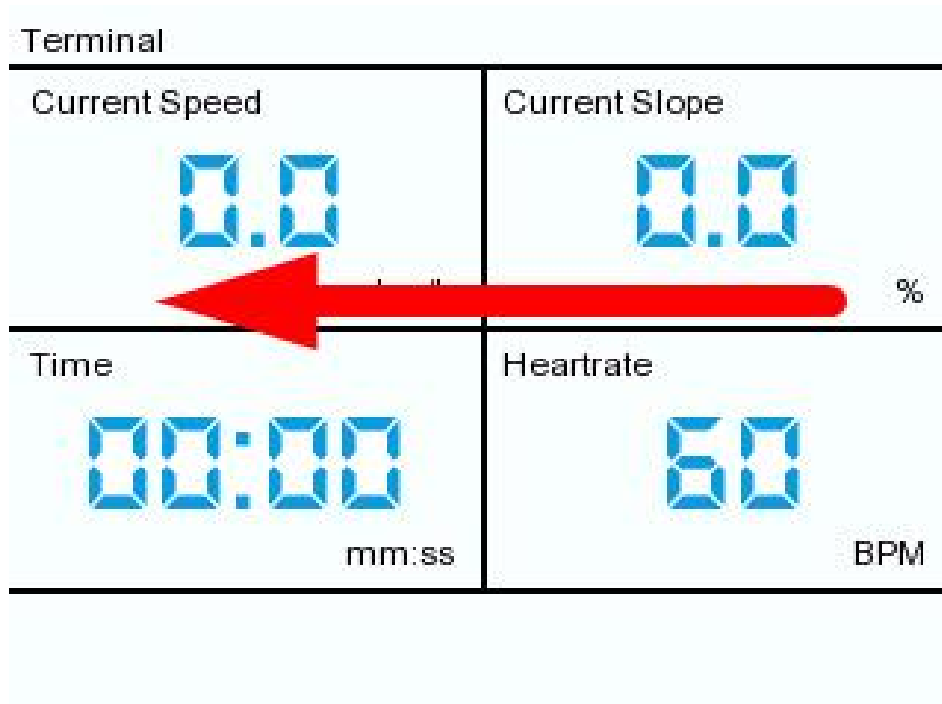 Terminal
Current Speed
0.0
Current Slope
0.0
%
Time
00:00
mm:ss
Heartrate
60
BPM